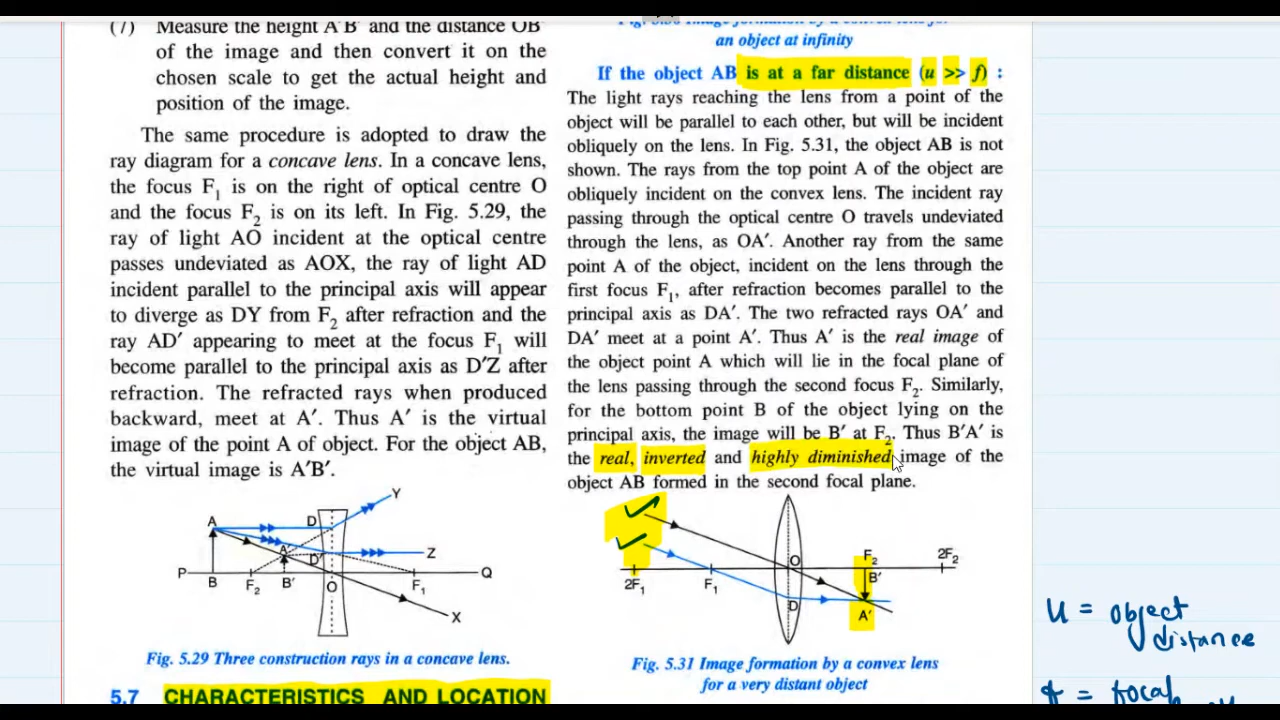 (7) Measure the height A′B′ and the distance OB′
of the image and then convert it on the
chosen scale to get the actual height and
position of the image.
The same procedure is adopted to draw the
ray diagram for a concave lens. In a concave lens,
the focus F₁ is on the right of optical centre O
and the focus F₂ is on its left. In Fig. 5.29, the
ray of light AO incident at the optical centre
passes undeviated as AOX, the ray of light AD
incident parallel to the principal axis will appear
to diverge as DY from F₂ after refraction and the
ray AD′ appearing to meet at the focus F₁ will
become parallel to the principal axis as D′Z after
refraction. The refracted rays when produced
backward, meet at A′. Thus A′ is the virtual
image of the point A of object. For the object AB,
the virtual image is A′B′.
Y
A D
A′ D′ Z
P B F₂ B′ O F₁ Q
X
Fig. 5.29 Three construction rays in a concave lens.
5.7 CHARACTERISTICS AND LOCATION
an object at infinity
If the object AB is at a far distance (u >> f) :
The light rays reaching the lens from a point of the
object will be parallel to each other, but will be incident
obliquely on the lens. In Fig. 5.31, the object AB is not
shown. The rays from the top point A of the object are
obliquely incident on the convex lens. The incident ray
passing through the optical centre O travels undeviated
through the lens, as OA′. Another ray from the same
point A of the object, incident on the lens through the
first focus F₁, after refraction becomes parallel to the
principal axis as DA′. The two refracted rays OA′ and
DA′ meet at a point A′. Thus A′ is the real image of
the object point A which will lie in the focal plane of
the lens passing through the second focus F₂. Similarly,
for the bottom point B of the object lying on the
principal axis, the image will be B′ at F₂. Thus B′A′ is
the real, inverted and highly diminished image of the
object AB formed in the second focal plane.
O F₂ 2F₂
2F₁ F₁ B′
D A′
Fig. 5.31 Image formation by a convex lens
for a very distant object
u = object
distance
= focal